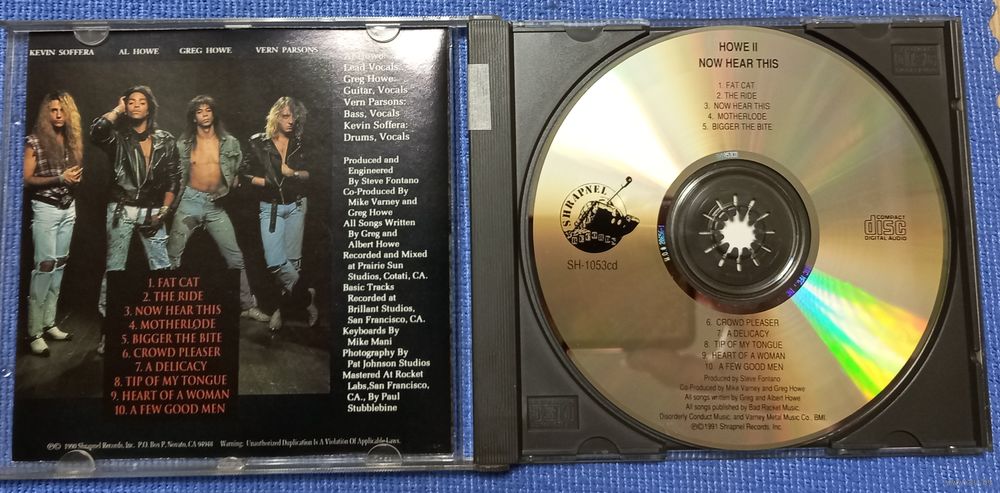 KEVIN SOFFERA AL HOWE GREG HOWE VERN PARSONS
Lead Vocals
Greg Howe:
Guitar, Vocals
Vern Parsons:
Bass, Vocals
Kevin Soffera:
Drums, Vocals
Produced and
Engineered
By Steve Fontano
Co-Produced By
Mike Varney and
Greg Howe
All Songs Written
By Greg and
Albert Howe
Recorded and Mixed
at Prairie Sun
Studios, Cotati, CA.
Basic Tracks
Recorded at
Brillant Studios,
San Francisco, CA.
Keyboards By
Mike Mani
Photography By
Pat Johnson Studios
Mastered At Rocket
Labs,San Francisco,
CA., By Paul
Stubblebine
1. FAT CAT
2. THE RIDE
3. NOW HEAR THIS
4. MOTHERLODE
5. BIGGER THE BITE
6. CROWD PLEASER
7. A DELICACY
8. TIP OF MY TONGUE
9. HEART OF A WOMAN
10. A FEW GOOD MEN
℗© 1990 Shrapnel Records, Inc. P.O. Box P, Novato, CA 94948 Warning: Unauthorized Duplication Is A Violation Of Applicable Laws.
HOWE II
NOW HEAR THIS
1. FAT CAT
2. THE RIDE
3. NOW HEAR THIS
4. MOTHERLODE
5. BIGGER THE BITE
SHRAPNEL
RECORDS
SH-1053cd
COMPACT
disc
DIGITAL AUDIO
6. CROWD PLEASER
7. A DELICACY
8. TIP OF MY TONGUE
9. HEART OF A WOMAN
10. A FEW GOOD MEN
Produced by Steve Fontano
Co-Produced by Mike Varney and Greg Howe
All songs written by Greg and Albert Howe
All songs published by Bad Racket Music,
Disorderly Conduct Music, and Varney Metal Music Co., BMI.
℗© 1991 Shrapnel Records, Inc.